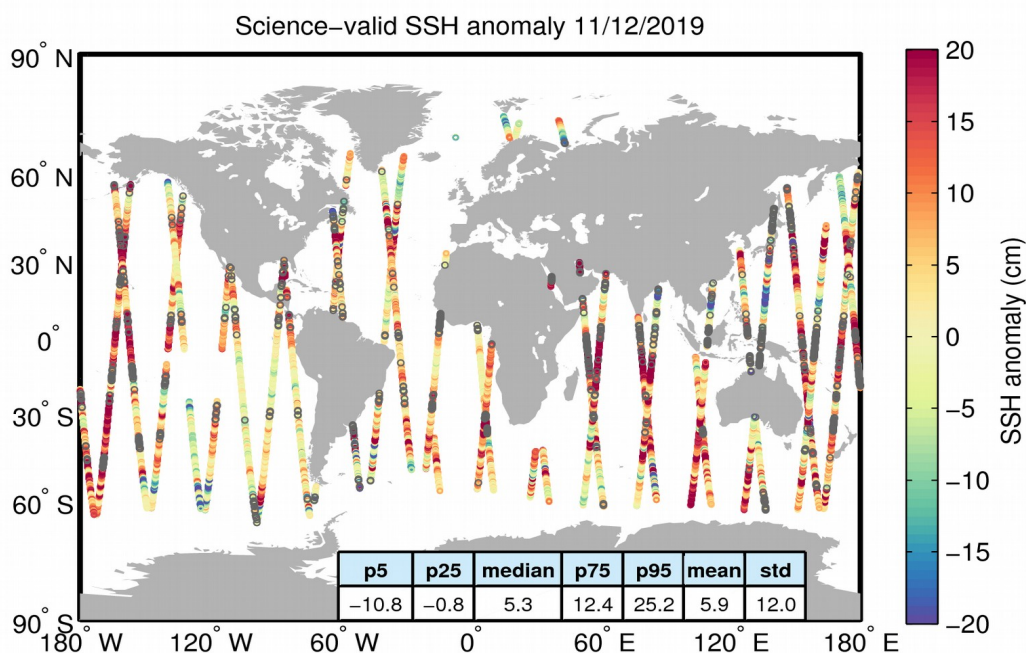 Science−valid SSH anomaly 11/12/2019
90° N
60° N
30° N
0°
30° S
60° S
90° S
180° W
120° W
60° W
0°
60° E
120° E
180° E
p5 p25 median p75 p95 mean std
−10.8 −0.8 5.3 12.4 25.2 5.9 12.0
20
15
10
5
0
−5
−10
−15
−20
SSH anomaly (cm)